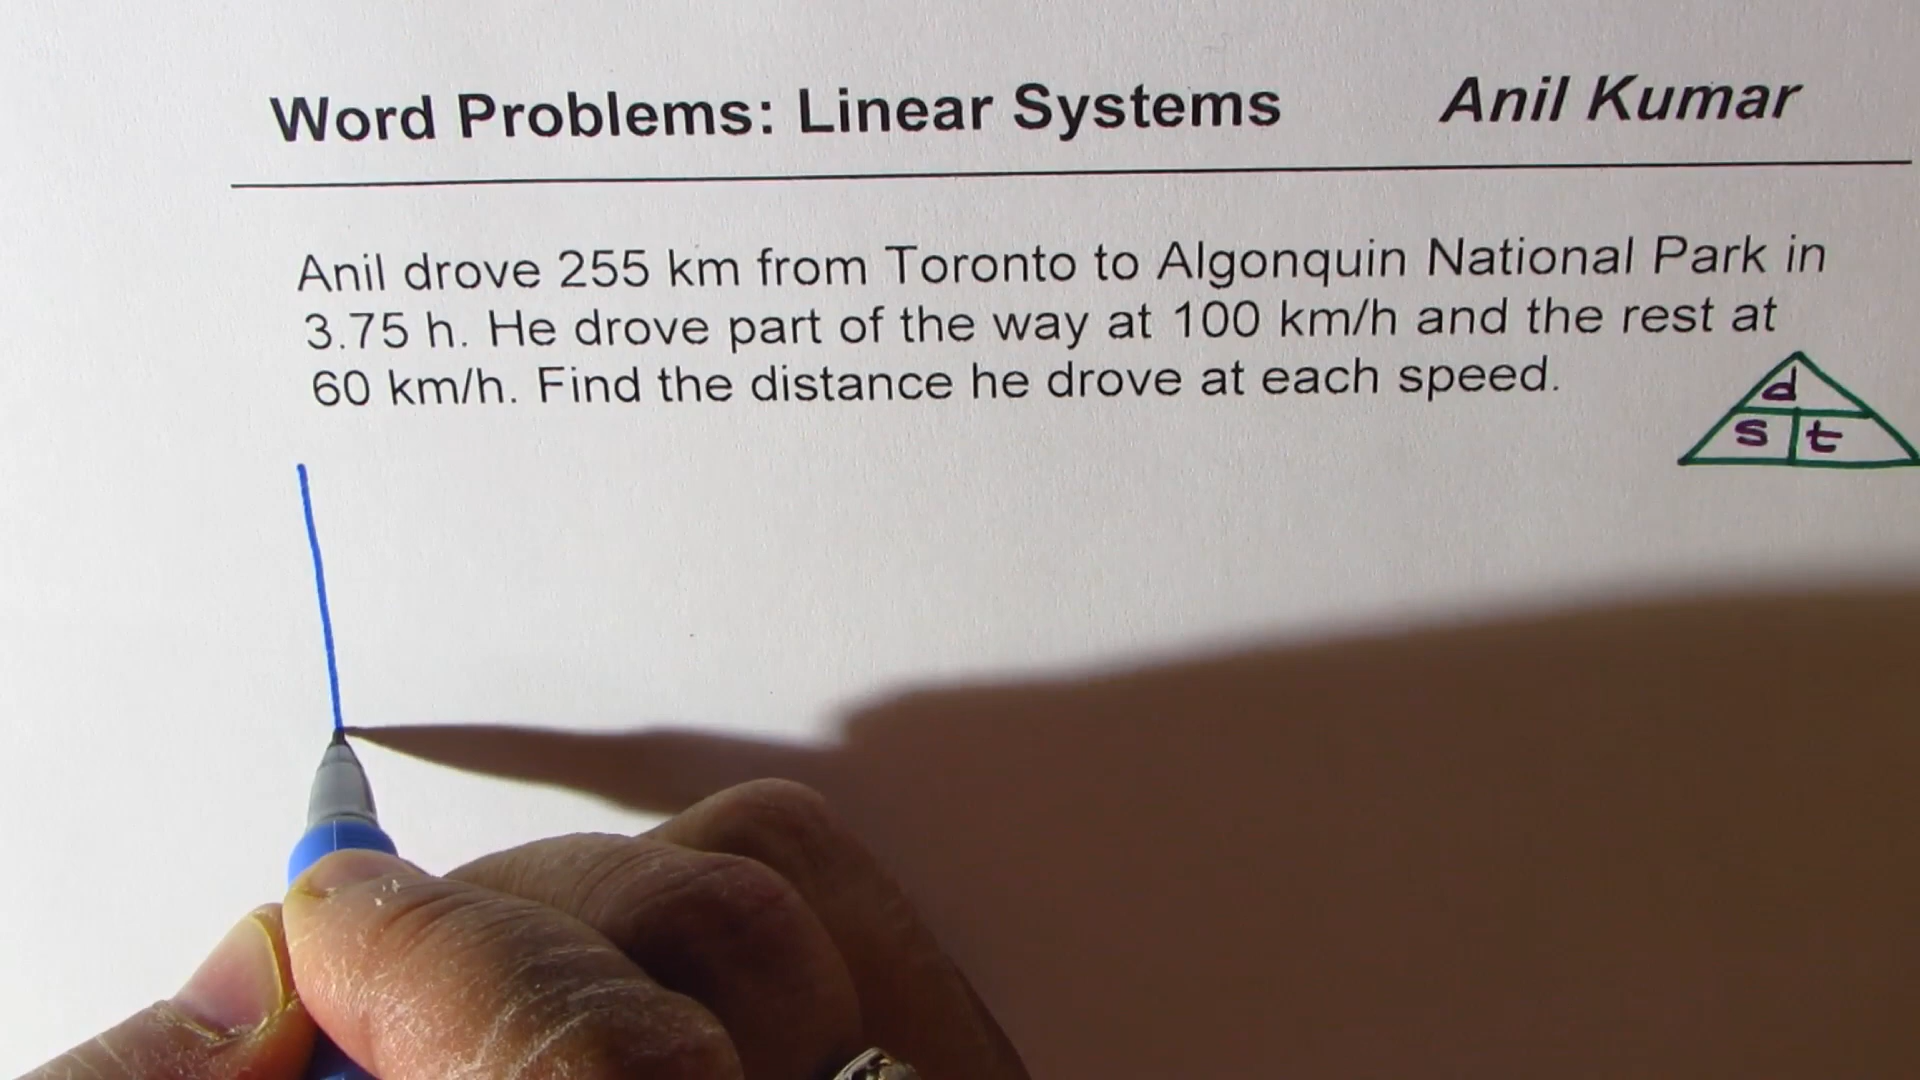 Word Problems: Linear Systems Anil Kumar
Anil drove 255 km from Toronto to Algonquin National Park in
3.75 h. He drove part of the way at 100 km/h and the rest at
60 km/h. Find the distance he drove at each speed.
d
s t